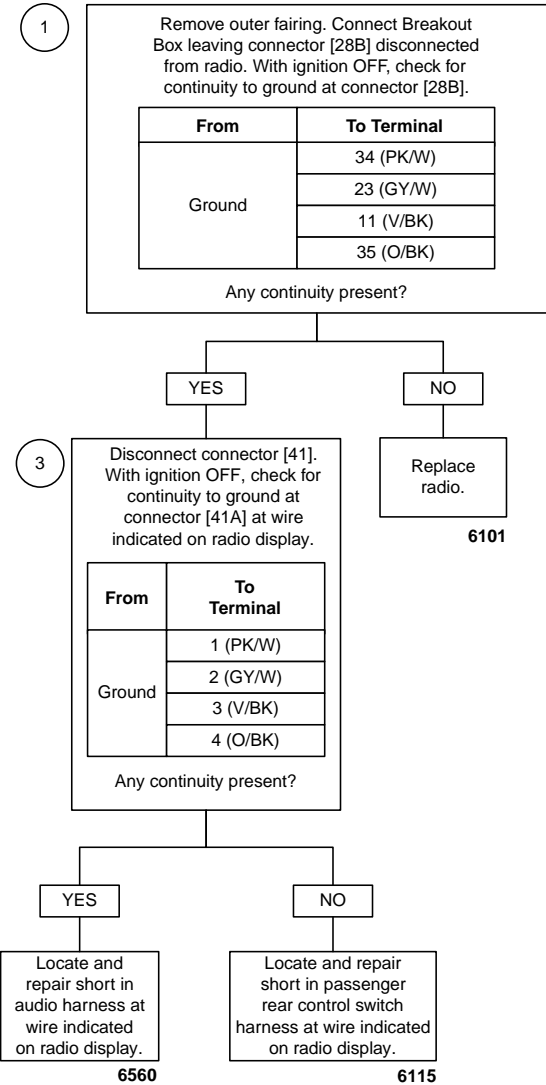 1
Remove outer fairing. Connect Breakout
Box leaving connector [28B] disconnected
from radio. With ignition OFF, check for
continuity to ground at connector [28B].
From To Terminal
Ground
34 (PK/W)
23 (GY/W)
11 (V/BK)
35 (O/BK)
Any continuity present?
YES NO
Replace
radio.
6101
3
Disconnect connector [41].
With ignition OFF, check for
continuity to ground at
connector [41A] at wire
indicated on radio display.
From To
Terminal
Ground
1 (PK/W)
2 (GY/W)
3 (V/BK)
4 (O/BK)
Any continuity present?
YES NO
Locate and
repair short in
audio harness at
wire indicated
on radio display.
6560
Locate and repair
short in passenger
rear control switch
harness at wire indicated
on radio display.
6115